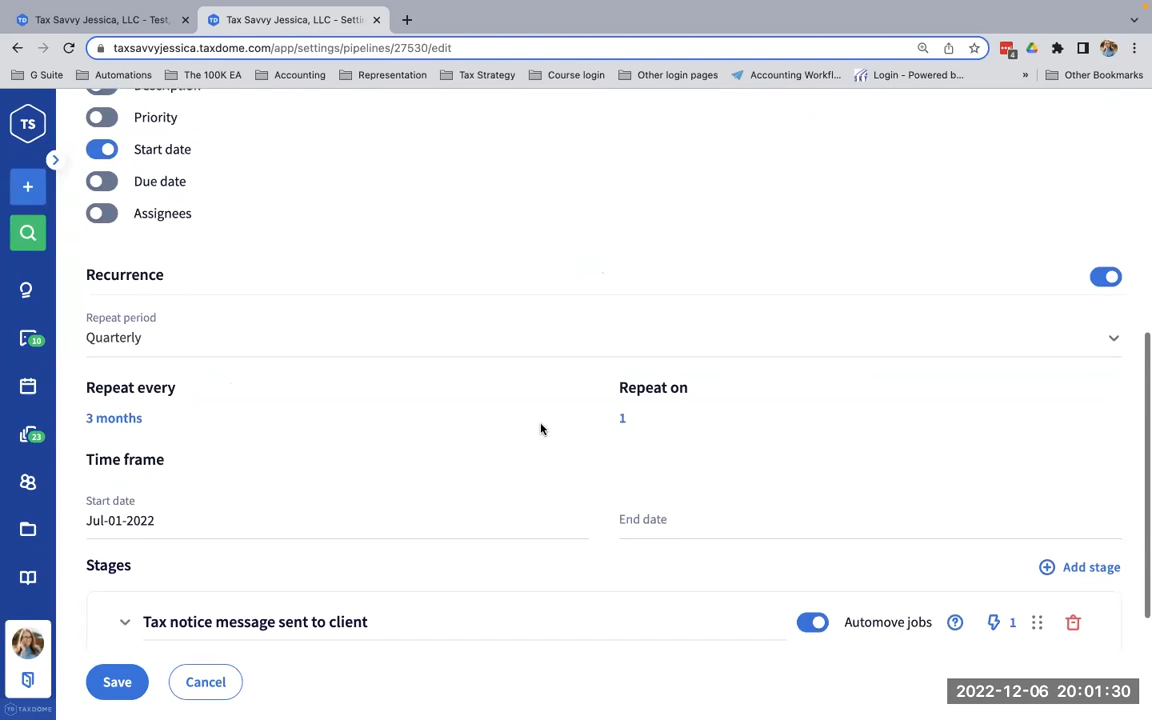 Tax Savvy Jessica, LLC - Test,
Tax Savvy Jessica, LLC - Setti
taxsavvyjessica.taxdome.com/app/settings/pipelines/27530/edit
4
G Suite
Automations
The 100K EA
Accounting
Representation
Tax Strategy
Course login
Other login pages
Accounting Workfl...
Login - Powered b...
»
Other Bookmarks
TS
Description
Priority
Start date
Due date
Assignees
Recurrence
Repeat period
Quarterly
10
Repeat every
Repeat on
3 months
1
23
Time frame
Start date
Jul-01-2022
End date
Stages
Add stage
Tax notice message sent to client
Automove jobs
1
Save
Cancel
2022-12-06 20:01:30
TAXDOME